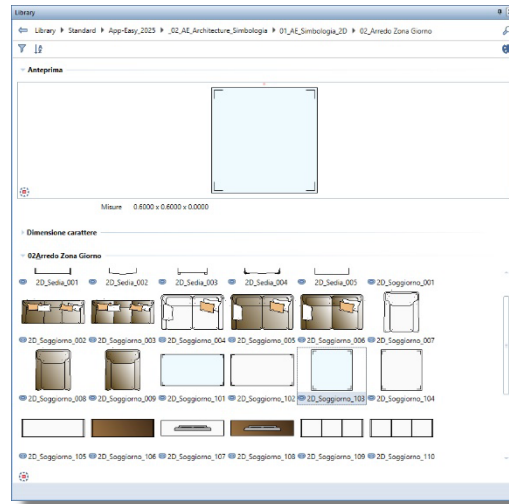 Library
Library ▸ Standard ▸ App-Easy_2025 ▸ _02_AE_Architecture_Simbologia ▸ 01_AE_Simbologia_2D ▸ 02_Arredo Zona Giorno
Anteprima
Misure 0.6000 x 0.6000 x 0.0000
Dimensione carattere
02Arredo Zona Giorno
2D_Sedia_001 2D_Sedia_002 2D_Sedia_003 2D_Sedia_004 2D_Sedia_005 2D_Soggiorno_001
2D_Soggiorno_002 2D_Soggiorno_003 2D_Soggiorno_004 2D_Soggiorno_005 2D_Soggiorno_006 2D_Soggiorno_007
2D_Soggiorno_008 2D_Soggiorno_009 2D_Soggiorno_101 2D_Soggiorno_102 2D_Soggiorno_103 2D_Soggiorno_104
2D_Soggiorno_105 2D_Soggiorno_106 2D_Soggiorno_107 2D_Soggiorno_108 2D_Soggiorno_109 2D_Soggiorno_110